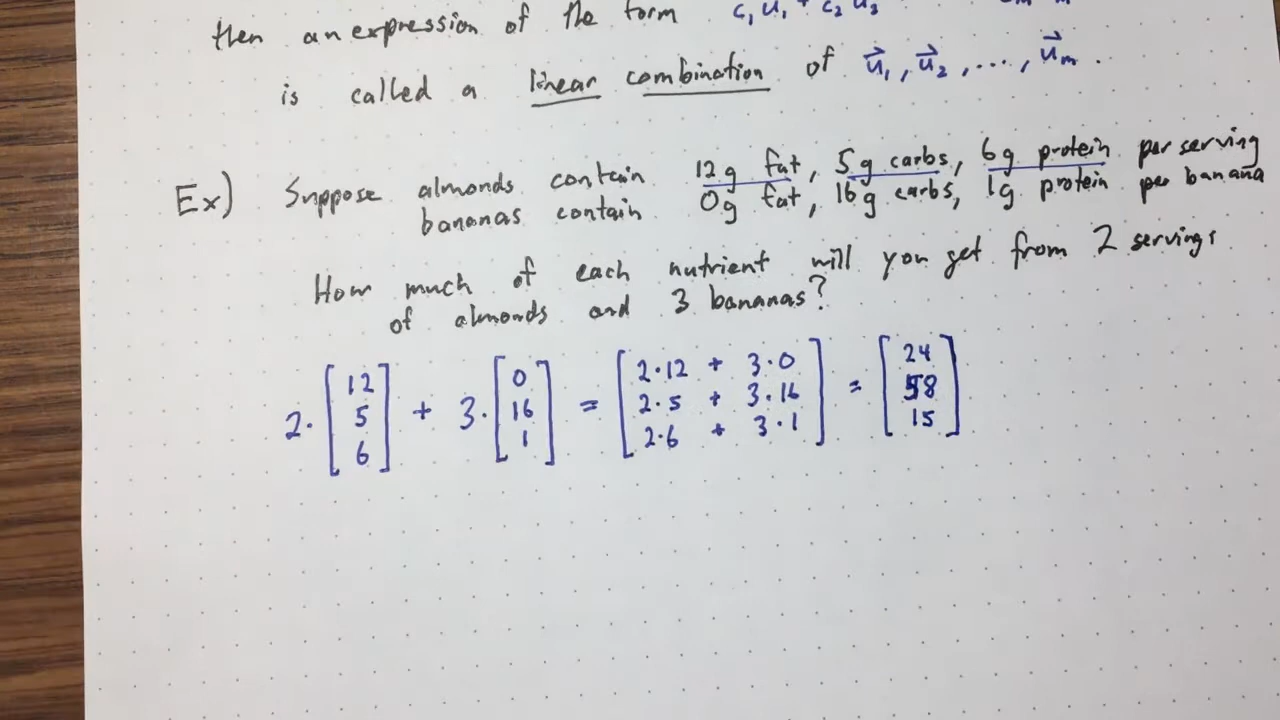 then an expression of the form c₁u₁ + c₂u₂
is called a linear combination of u⃗₁, u⃗₂, ..., u⃗ₘ.
Ex) Suppose almonds contain 12g fat, 5g carbs, 6g protein per serving
bananas contain 0g fat, 16g carbs, 1g protein per banana
How much of each nutrient will you get from 2 servings
of almonds and 3 bananas?
2·[12 5 6] + 3·[0 16 1] = [2·12 + 3·0 2·5 + 3·16 2·6 + 3·1] = [24 58 15]